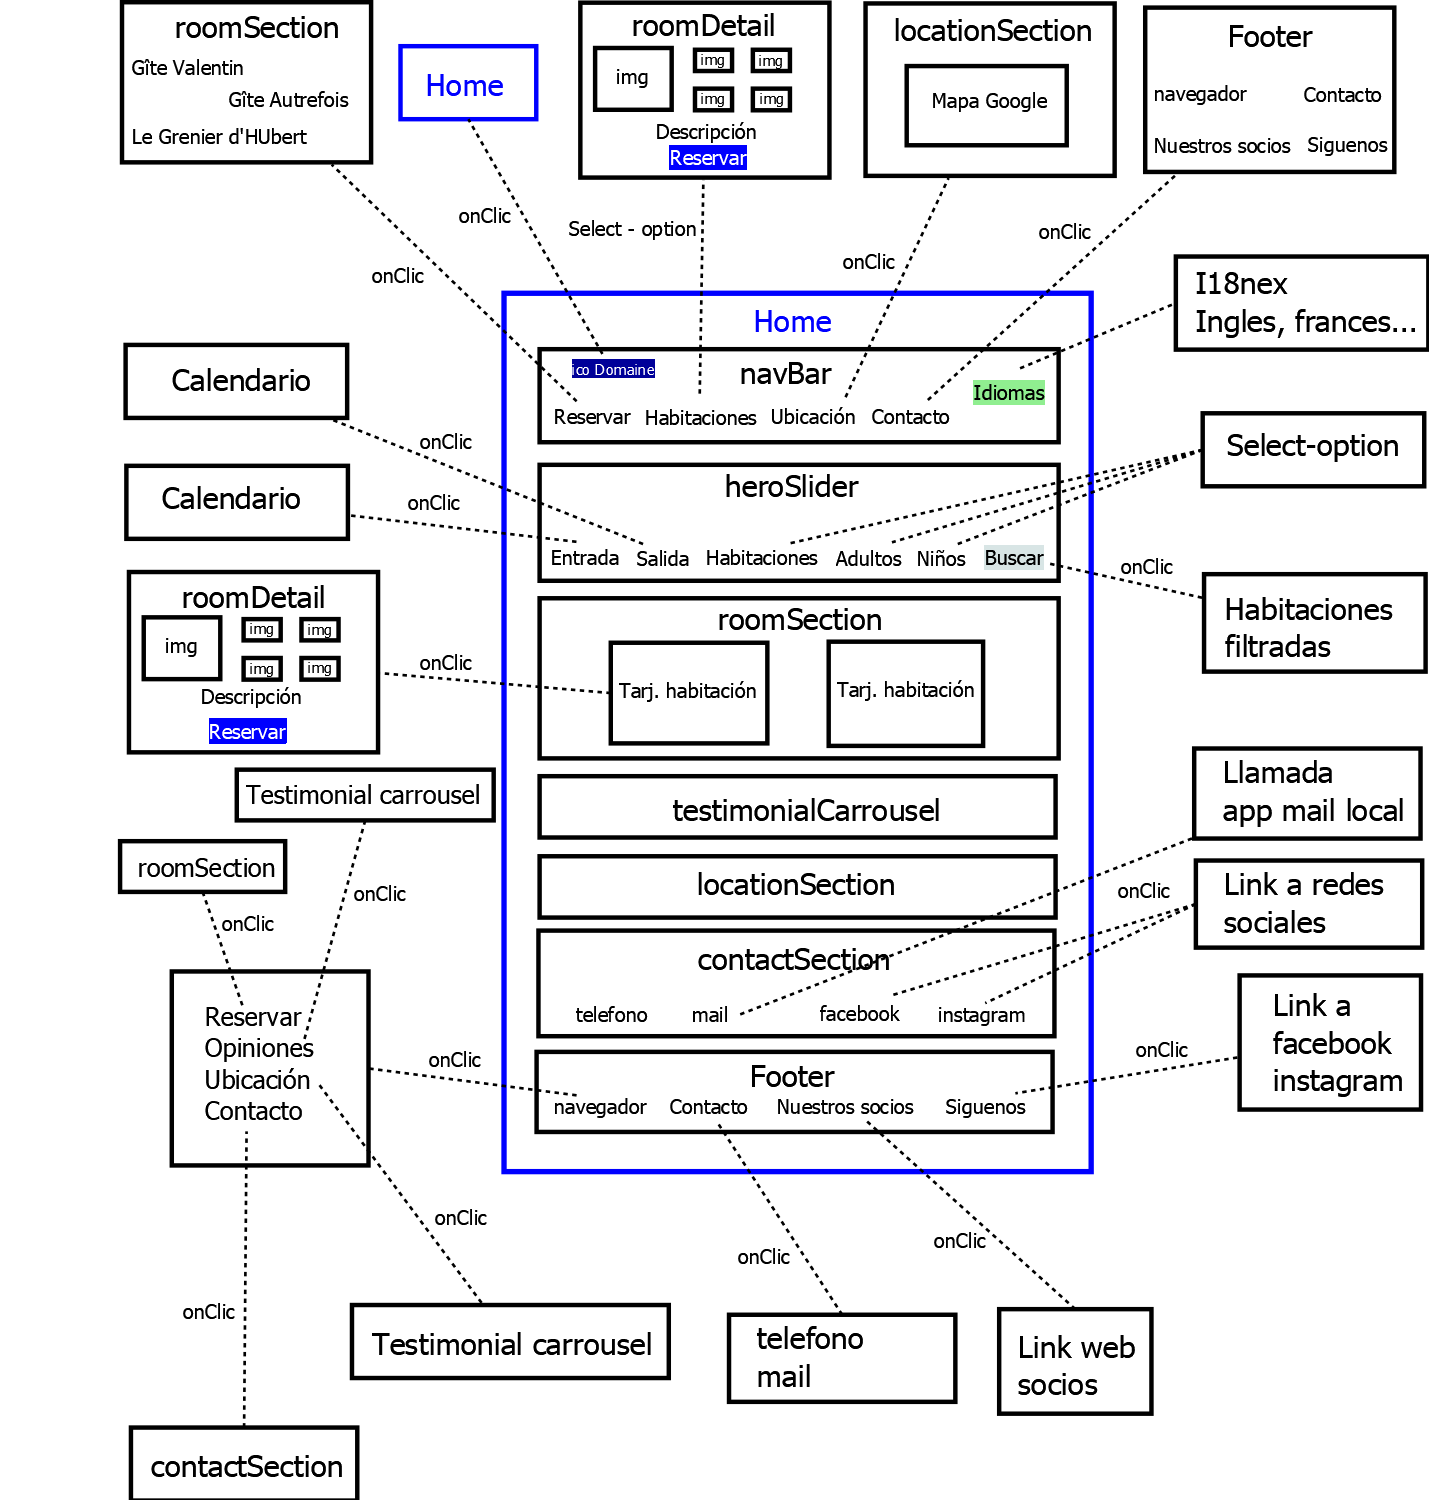 roomSection
Gîte Valentin
Gîte Autrefois
Le Grenier d'HUbert
Home
roomDetail
img
img
img
img
img
Descripción
Reservar
locationSection
Mapa Google
Footer
navegador
Contacto
Nuestros socios
Siguenos
onClic
Select - option
onClic
onClic
onClic
I18nex
Ingles, frances...
Home
navBar
ico Domaine
Idiomas
Reservar
Habitaciones
Ubicación
Contacto
Calendario
onClic
Select-option
heroSlider
Calendario
onClic
Entrada
Salida
Habitaciones
Adultos
Niños
Buscar
onClic
Habitaciones
filtradas
roomDetail
img
img
img
img
img
Descripción
Reservar
onClic
roomSection
Tarj. habitación
Tarj. habitación
Testimonial carrousel
testimonialCarrousel
Llamada
app mail local
roomSection
onClic
onClic
locationSection
onClic
Link a redes
sociales
contactSection
telefono
mail
facebook
instagram
Reservar
Opiniones
Ubicación
Contacto
onClic
Footer
navegador
Contacto
Nuestros socios
Siguenos
onClic
Link a
facebook
instagram
onClic
onClic
onClic
onClic
Testimonial carrousel
telefono
mail
Link web
socios
contactSection